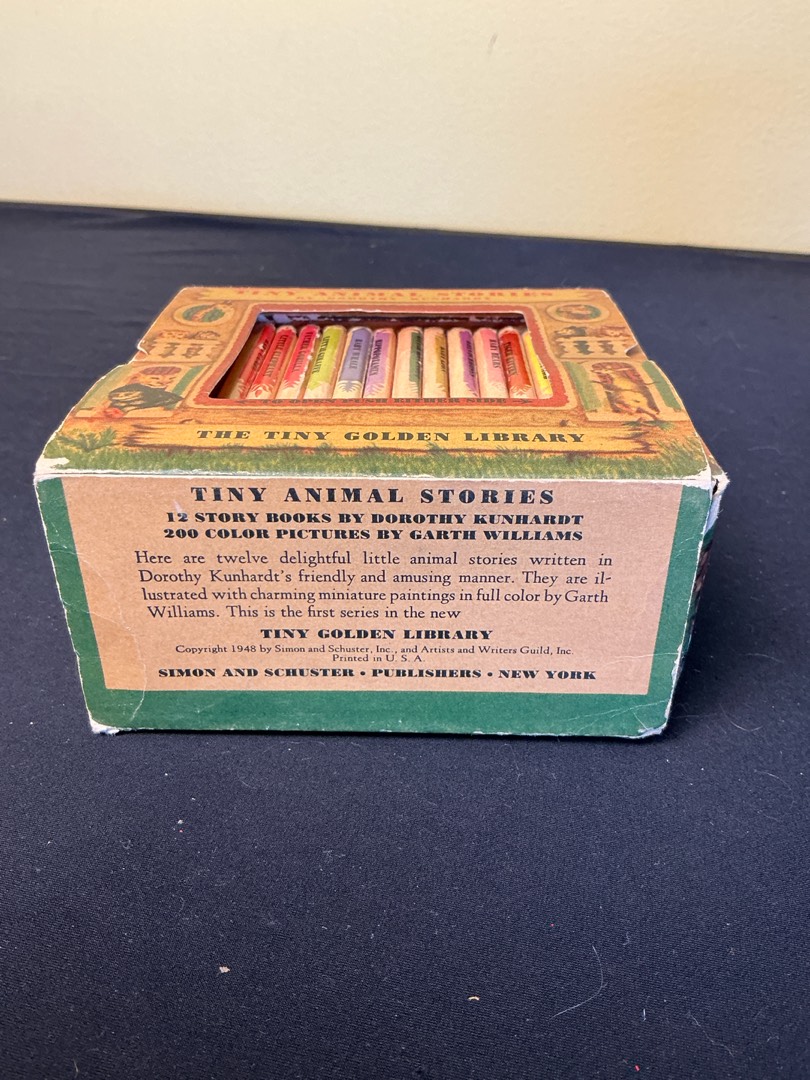 TINY ANIMAL STORIES
THE TINY GOLDEN LIBRARY
TINY ANIMAL STORIES
12 STORY BOOKS BY DOROTHY KUNHARDT
200 COLOR PICTURES BY GARTH WILLIAMS
Here are twelve delightful little animal stories written in
Dorothy Kunhardt's friendly and amusing manner. They are il-
lustrated with charming miniature paintings in full color by Garth
Williams. This is the first series in the new
TINY GOLDEN LIBRARY
Copyright 1948 by Simon and Schuster, Inc., and Artists and Writers Guild, Inc.
Printed in U. S. A.
SIMON AND SCHUSTER • PUBLISHERS • NEW YORK